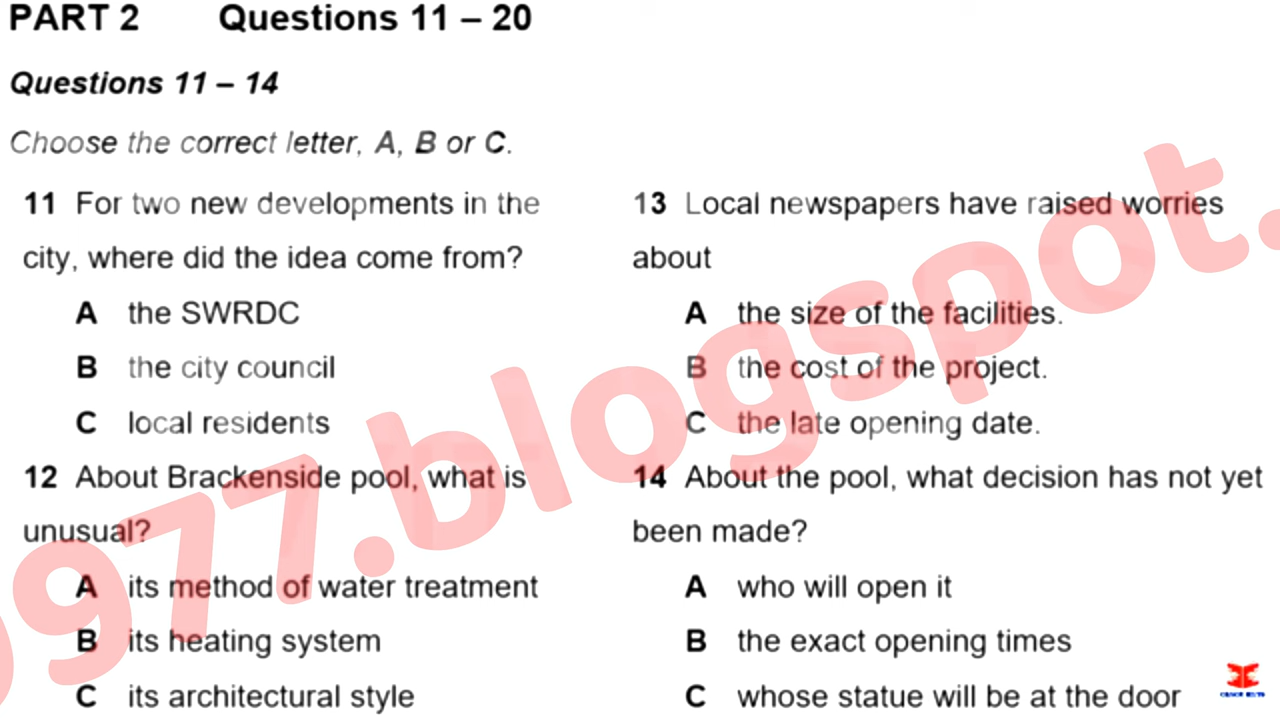 PART 2 Questions 11 – 20
Questions 11 – 14
Choose the correct letter, A, B or C.
11 For two new developments in the
city, where did the idea come from?
A the SWRDC
B the city council
C local residents
12 About Brackenside pool, what is
unusual?
A its method of water treatment
B its heating system
C its architectural style
13 Local newspapers have raised worries
about
A the size of the facilities.
B the cost of the project.
C the late opening date.
14 About the pool, what decision has not yet
been made?
A who will open it
B the exact opening times
C whose statue will be at the door
977.blogspot.